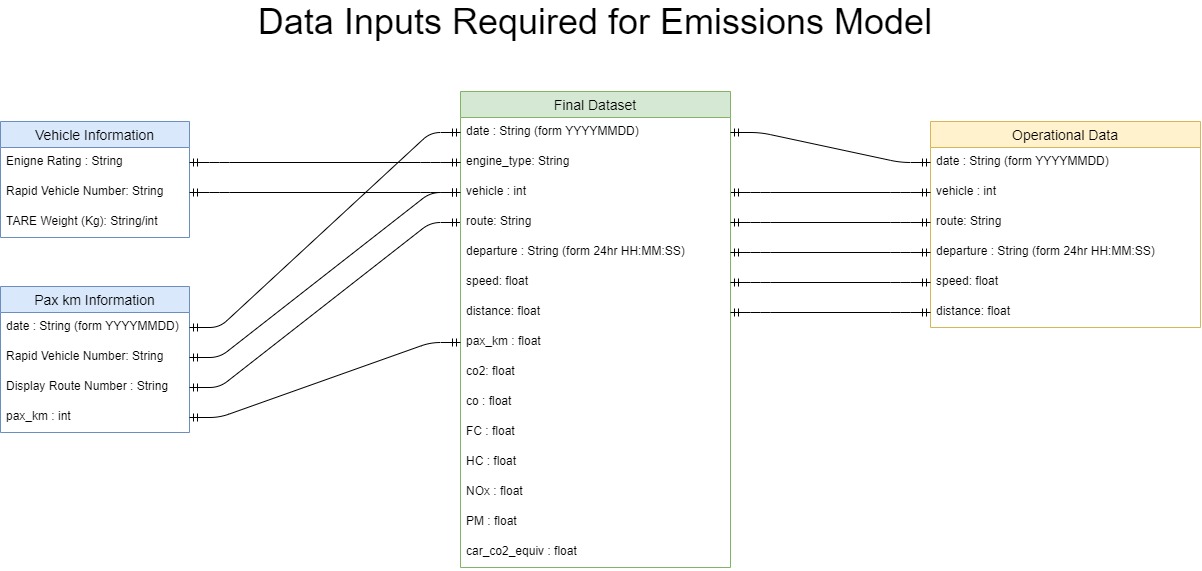 Data Inputs Required for Emissions Model
Vehicle Information
Enigne Rating : String
Rapid Vehicle Number: String
TARE Weight (Kg): String/int
Pax km Information
date : String (form YYYYMMDD)
Rapid Vehicle Number: String
Display Route Number : String
pax_km : int
Final Dataset
date : String (form YYYYMMDD)
engine_type: String
vehicle : int
route: String
departure : String (form 24hr HH:MM:SS)
speed: float
distance: float
pax_km : float
co2: float
co : float
FC : float
HC : float
NOx : float
PM : float
car_co2_equiv : float
Operational Data
date : String (form YYYYMMDD)
vehicle : int
route: String
departure : String (form 24hr HH:MM:SS)
speed: float
distance: float